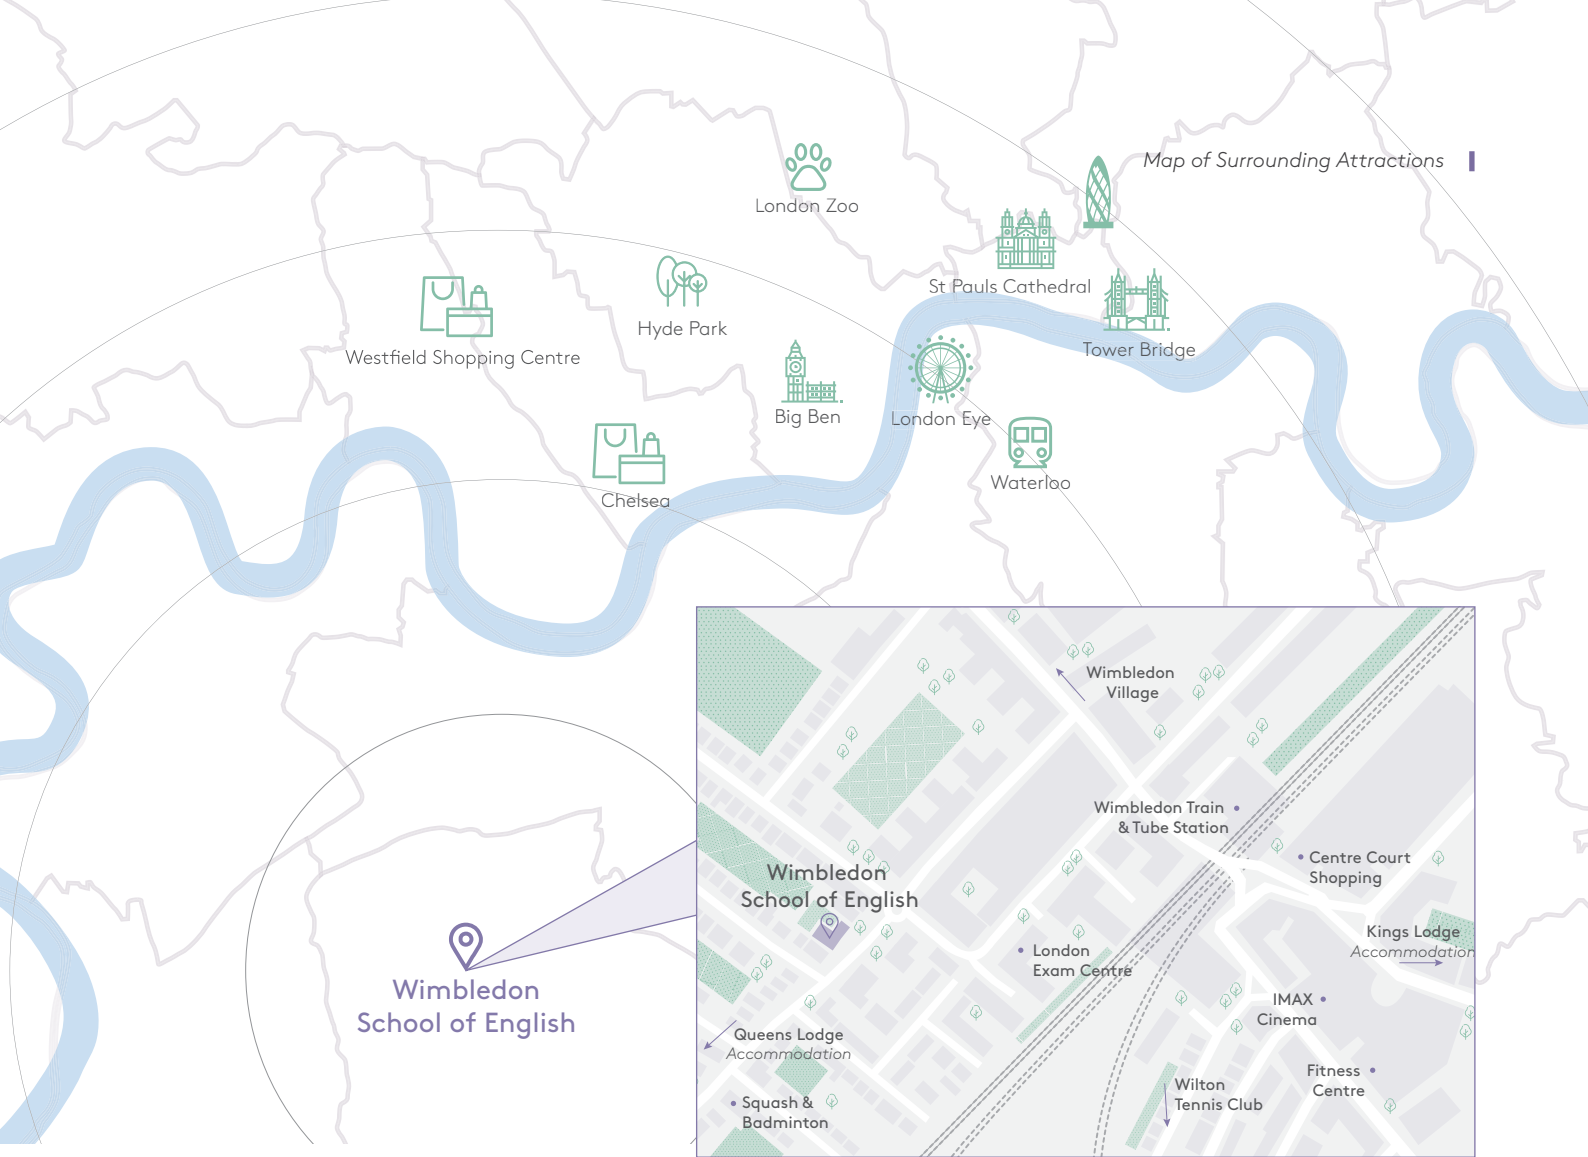 Map of Surrounding Attractions
London Zoo
St Pauls Cathedral
Hyde Park
Westfield Shopping Centre
Tower Bridge
Big Ben
London Eye
Waterloo
Chelsea
Wimbledon
School of English
Wimbledon
Village
Wimbledon Train
& Tube Station
Centre Court
Shopping
Wimbledon
School of English
Kings Lodge
Accommodation
London
Exam Centre
IMAX
Cinema
Queens Lodge
Accommodation
Fitness
Centre
Wilton
Tennis Club
Squash &
Badminton